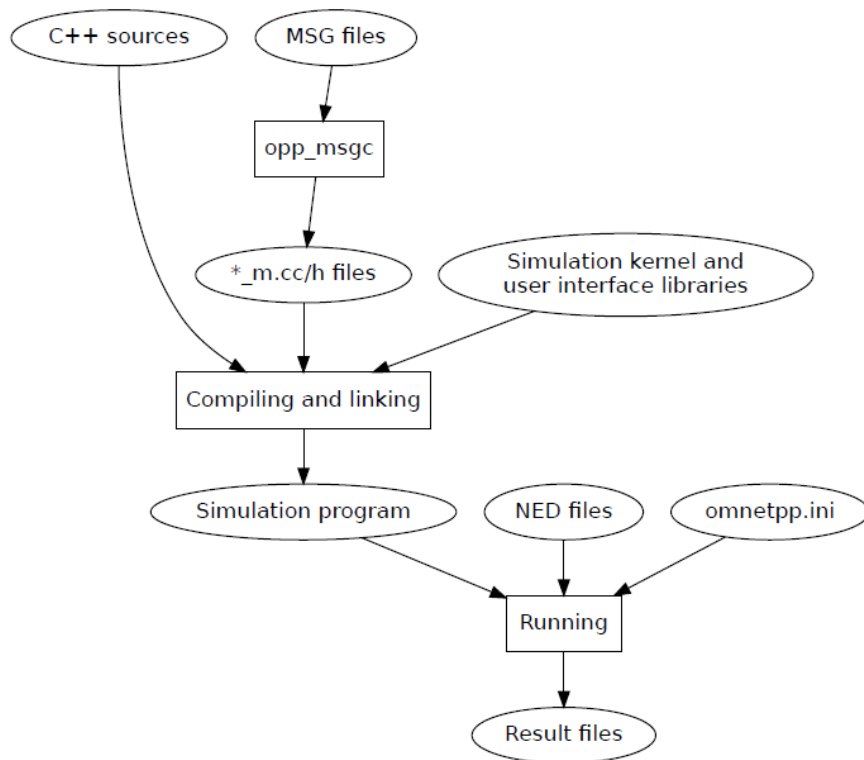 C++ sources
MSG files
opp_msgc
*_m.cc/h files
Simulation kernel and
user interface libraries
Compiling and linking
Simulation program
NED files
omnetpp.ini
Running
Result files